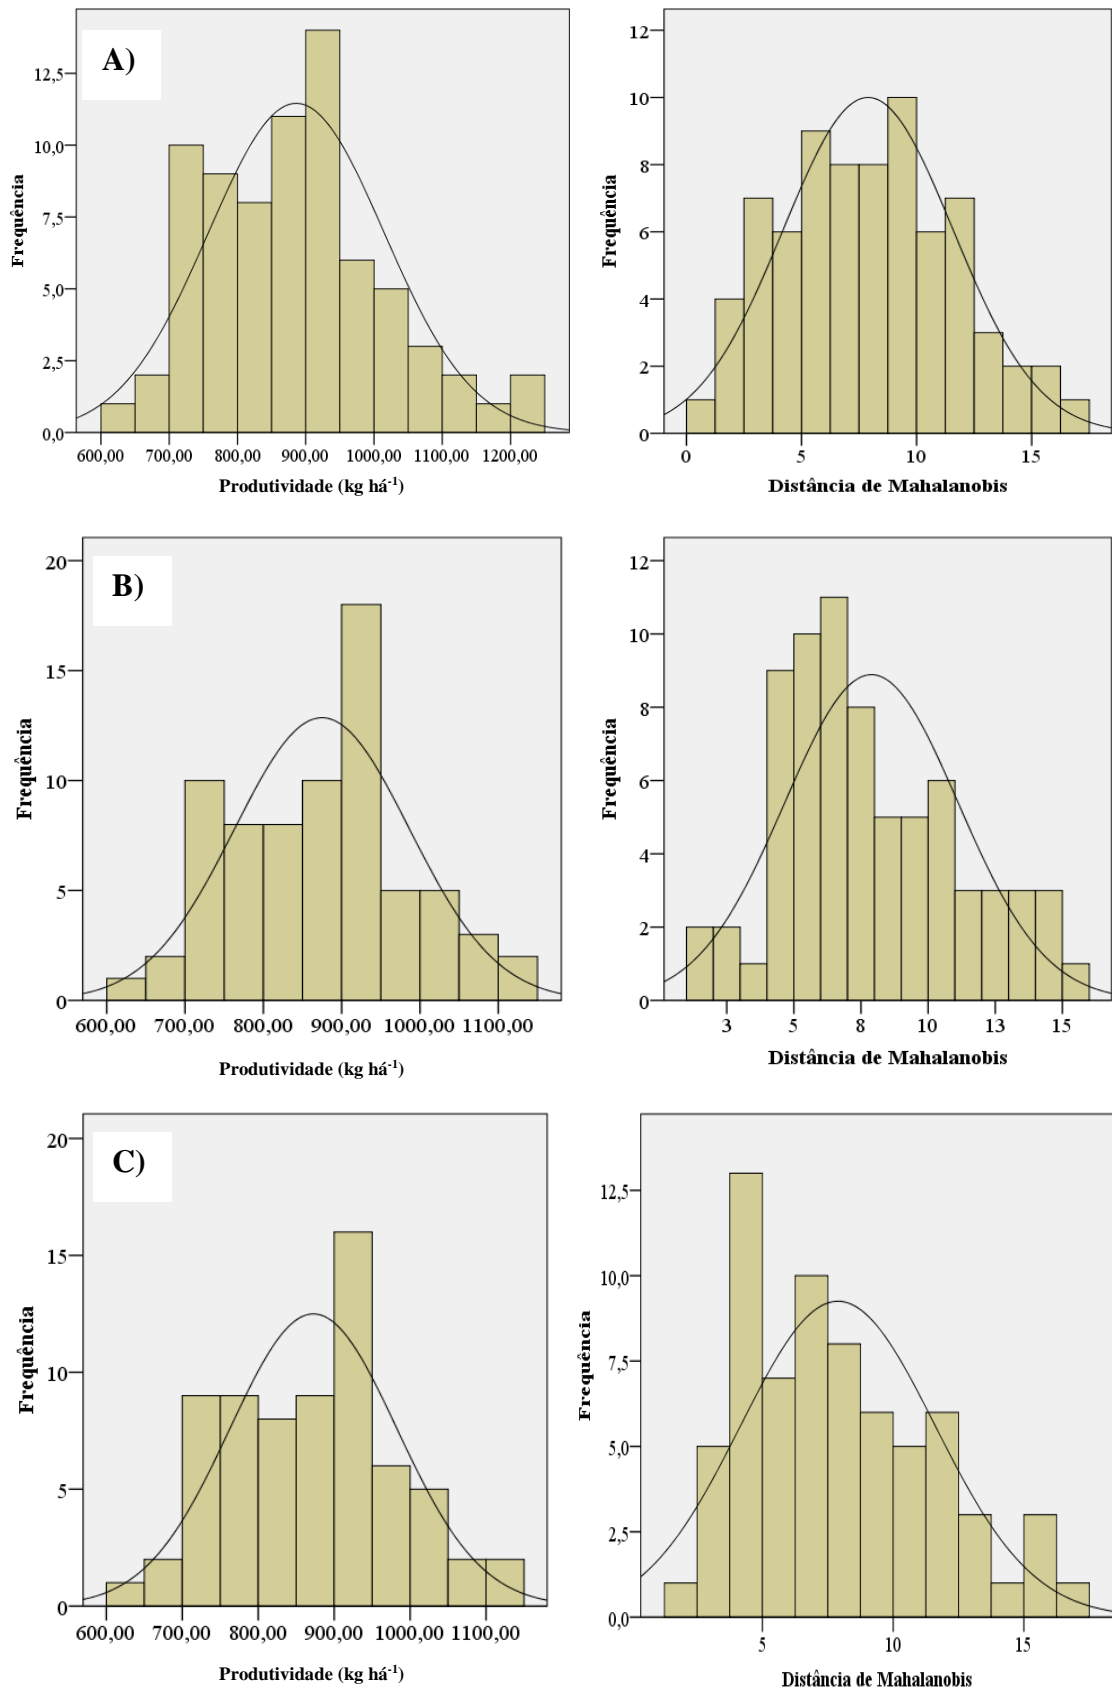 A)
Frequência
12,5
10,0
7,5
5,0
2,5
0,0
600,00 700,00 800,00 900,00 1000,00 1100,00 1200,00
Produtividade (kg há-1)
Frequência
12
10
8
6
4
2
0
0 5 10 15
Distância de Mahalanobis
B)
Frequência
20
15
10
5
0
600,00 700,00 800,00 900,00 1000,00 1100,00
Produtividade (kg há-1)
Frequência
12
10
8
6
4
2
0
3 5 8 10 13 15
Distância de Mahalanobis
C)
Frequência
20
15
10
5
0
600,00 700,00 800,00 900,00 1000,00 1100,00
Produtividade (kg há-1)
Frequência
12,5
10,0
7,5
5,0
2,5
0,0
5 10 15
Distância de Mahalanobis